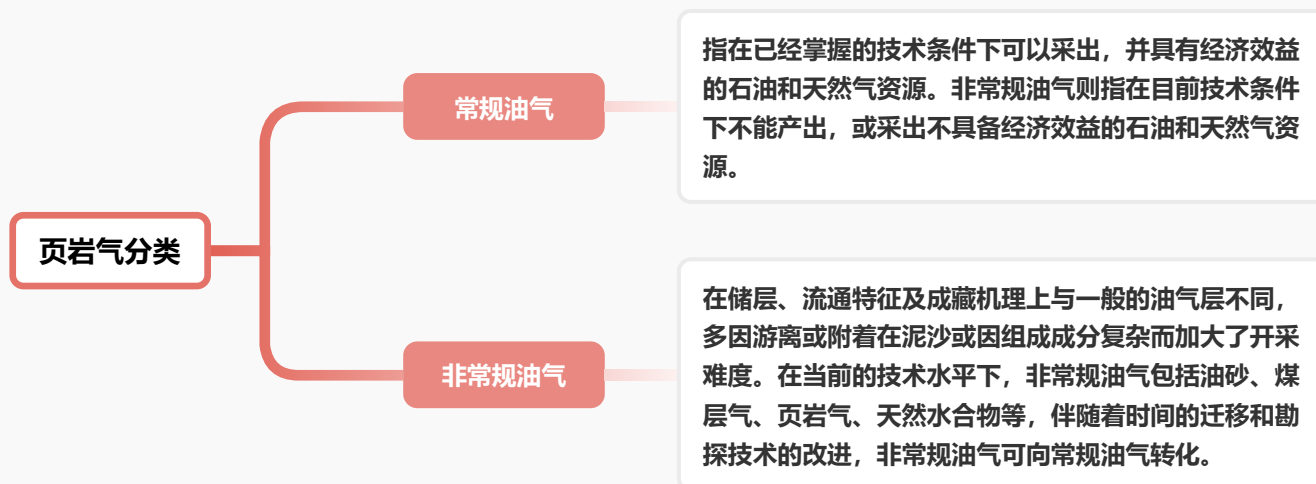 页岩气分类
常规油气
指在已经掌握的技术条件下可以采出，并具有经济效益
的石油和天然气资源。非常规油气则指在目前技术条件
下不能产出，或采出不具备经济效益的石油和天然气资
源。
非常规油气
在储层、流通特征及成藏机理上与一般的油气层不同，
多因游离或附着在泥沙或因组成成分复杂而加大了开采
难度。在当前的技术水平下，非常规油气包括油砂、煤
层气、页岩气、天然水合物等，伴随着时间的迁移和勘
探技术的改进，非常规油气可向常规油气转化。